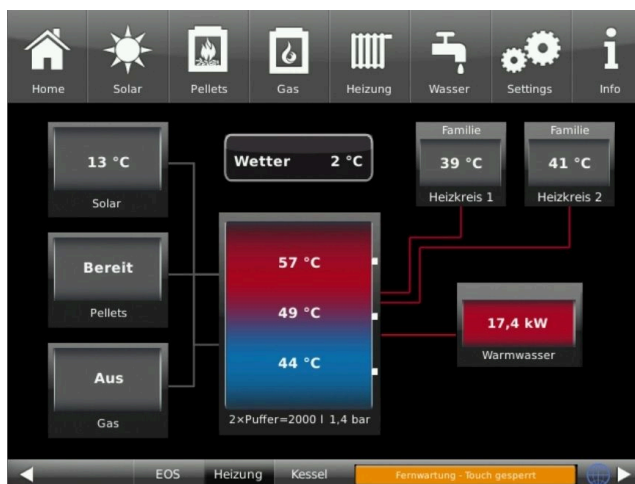 Home Solar Pellets Gas Heizung Wasser Settings Info
13 °C
Solar
Wetter 2 °C
Familie
39 °C
Heizkreis 1
Familie
41 °C
Heizkreis 2
Bereit
Pellets
57 °C
49 °C
44 °C
2×Puffer=2000 l 1,4 bar
17,4 kW
Warmwasser
Aus
Gas
EOS Heizung Kessel Fernwartung - Touch gesperrt